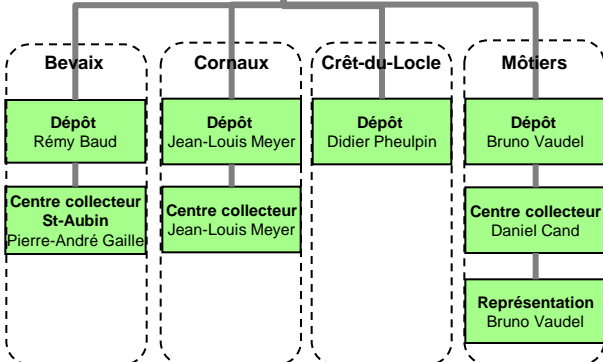 Bevaix
Dépôt
Rémy Baud
Centre collecteur
St-Aubin
Pierre-André Gaille
Cornaux
Dépôt
Jean-Louis Meyer
Centre collecteur
Jean-Louis Meyer
Crêt-du-Locle
Dépôt
Didier Pheulpin
Môtiers
Dépôt
Bruno Vaudel
Centre collecteur
Daniel Cand
Représentation
Bruno Vaudel